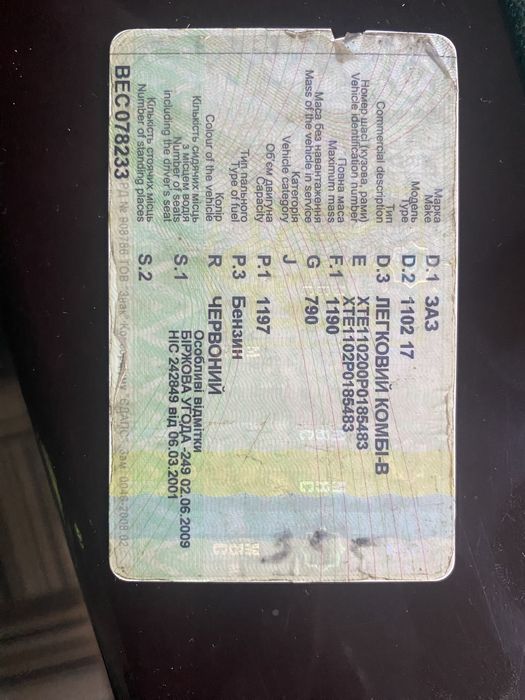 Марка D.1 ЗАЗ
Make
Модель D.2 1102 17
Type
Тип D.3 ЛЕГКОВИЙ КОМБІ-В
Commercial description
Номер шасі (кузова, рами) E XTE110200P0185483
Vehicle identification number XTE1102P0185483
Повна маса F.1 1190
Maximum mass
Маса без навантаження G 790
Mass of the vehicle in service
Категорія J
Vehicle category
Об'єм двигуна P.1 1197
Capacity
Тип пального P.3 Бензин
Type of fuel
Колір R ЧЕРВОНИЙ
Colour of the vehicle
Особливі відмітки
Кількість сидячих місць S.1 БІРЖОВА УГОДА -249 02.06.2009
з місцем водія НІС 242849 від 06.03.2001
Number of seats
including the driver's seat
Кількість стоячих місць S.2
Number of standing places
ВЕС078233